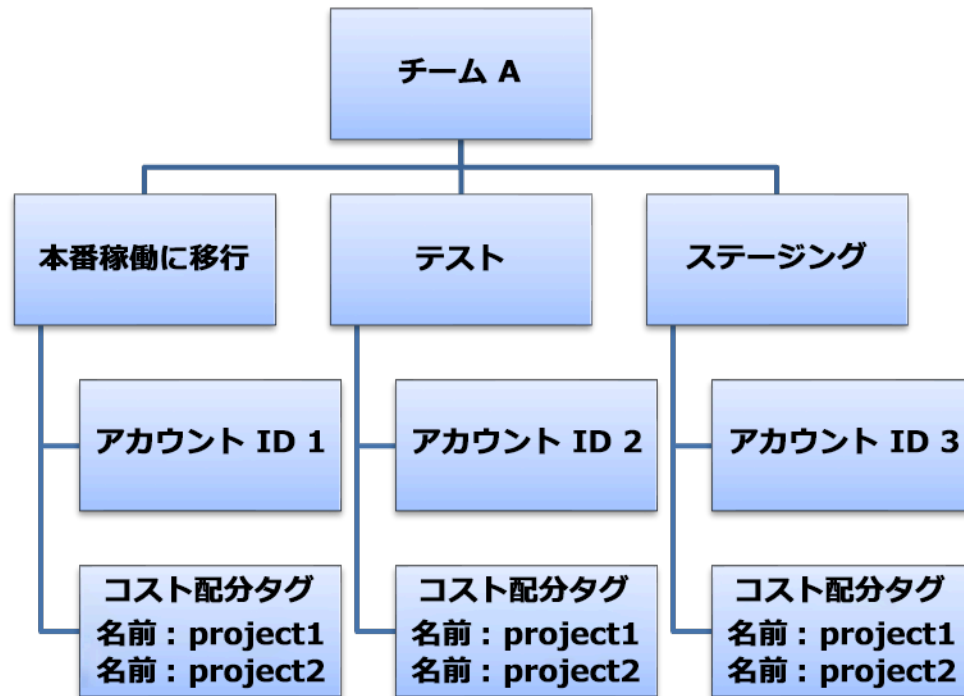 チーム A
本番稼働に移行
テスト
ステージング
アカウント ID 1
アカウント ID 2
アカウント ID 3
コスト配分タグ
名前：project1
名前：project2
コスト配分タグ
名前：project1
名前：project2
コスト配分タグ
名前：project1
名前：project2